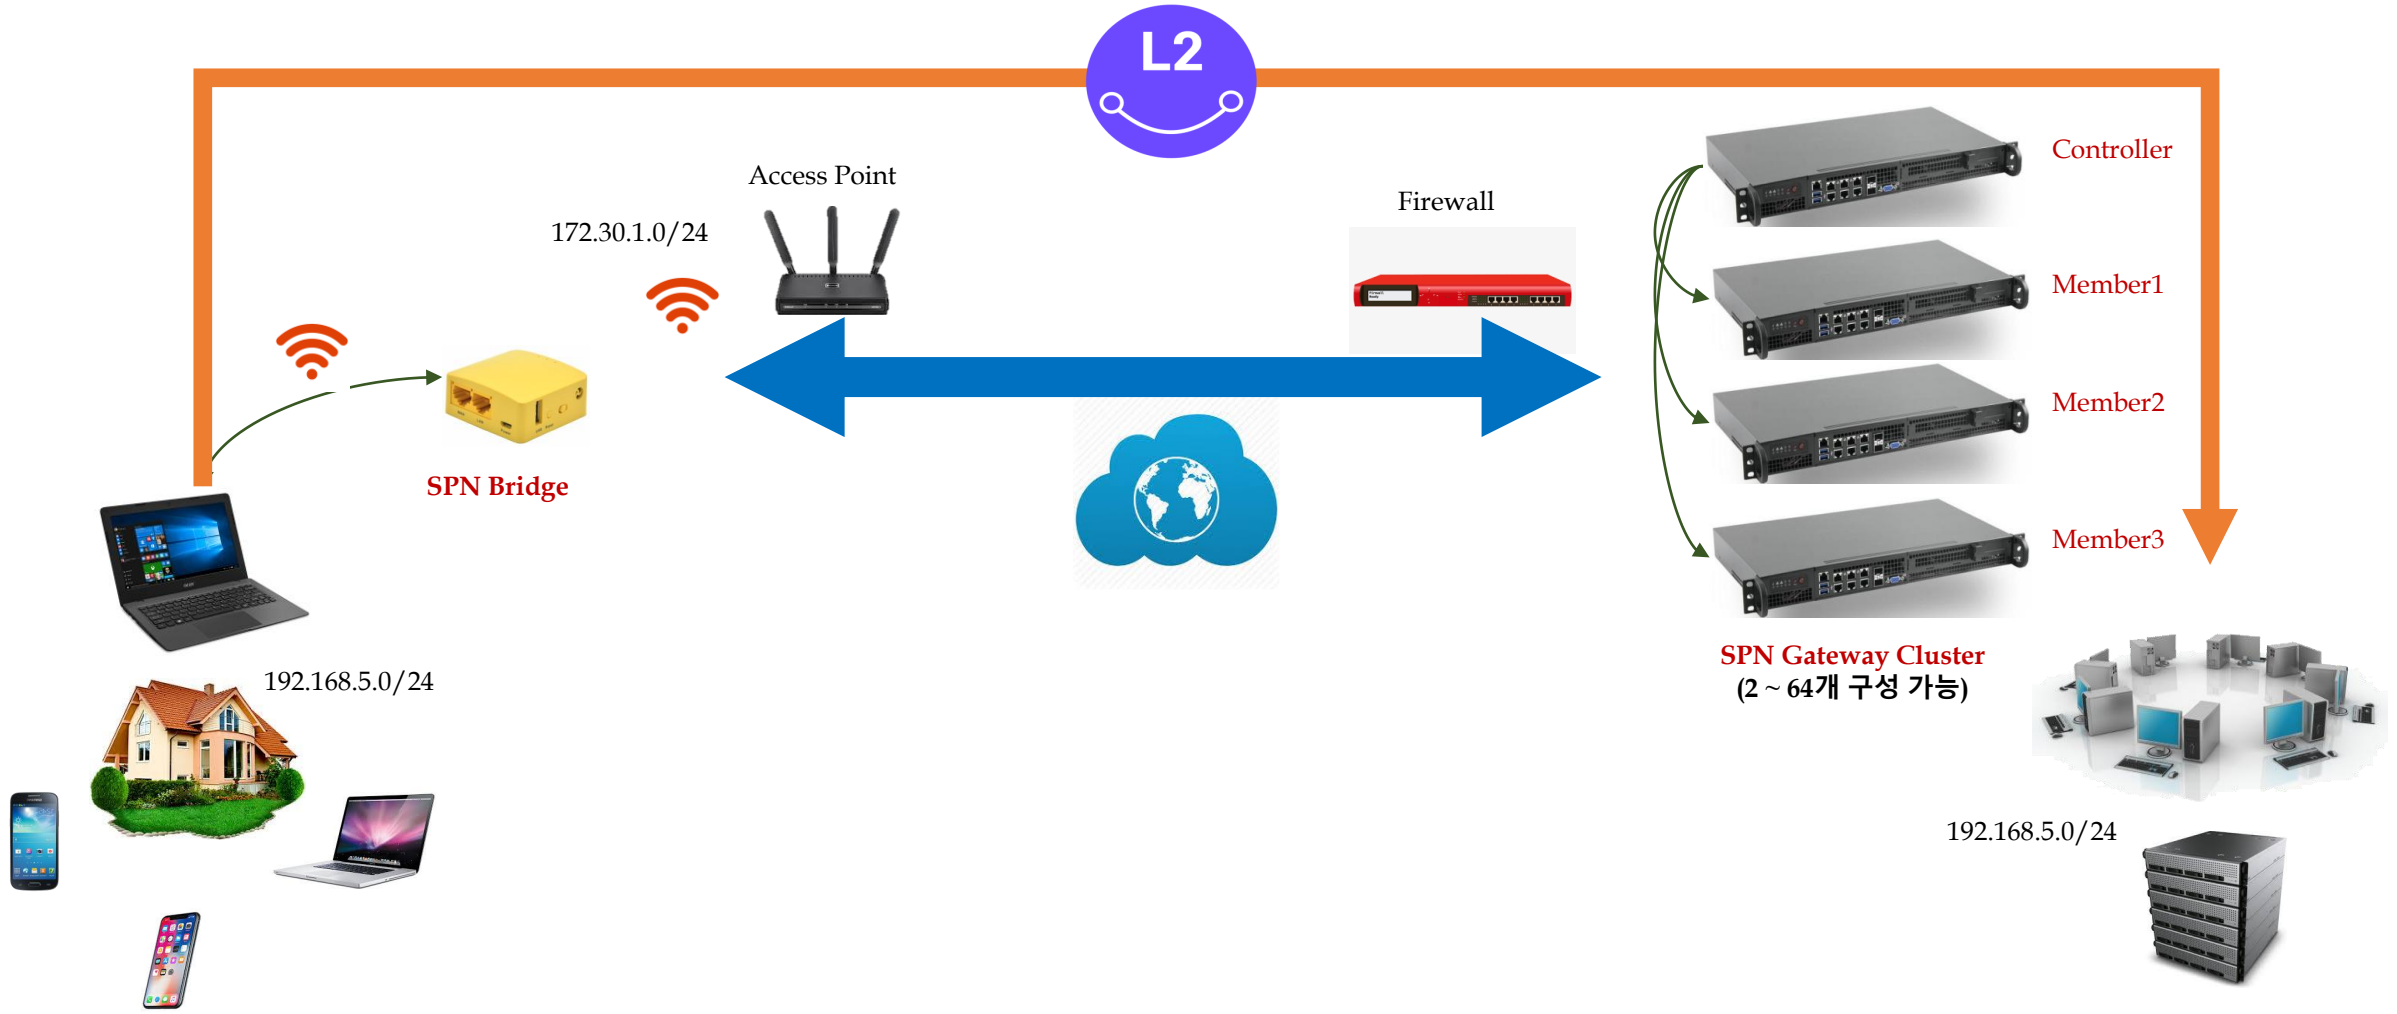 L2
Access Point
172.30.1.0/24
Firewall
Controller
Member1
Member2
Member3
SPN Bridge
SPN Gateway Cluster
(2 ~ 64개 구성 가능)
192.168.5.0/24
192.168.5.0/24